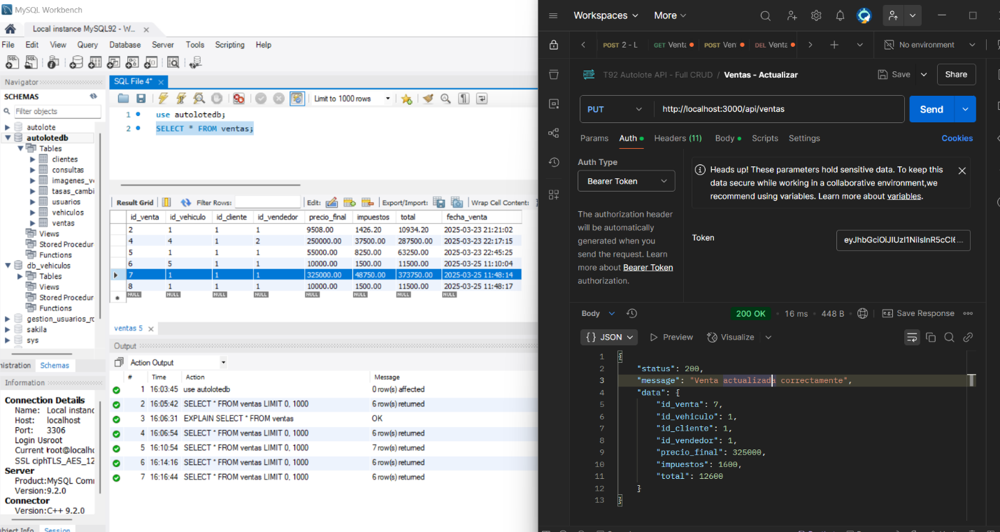 MySQL Workbench
Local instance MySQL92 - W...
File Edit View Query Database Server Tools Scripting Help
Navigator
SCHEMAS
Filter objects
autolote
autolotedb
Tables
clientes
consultas
imagenes_v
tasas_cambi
usuarios
vehiculos
ventas
Views
Stored Procedur
Functions
db_vehiculos
Tables
Views
Stored Procedur
Functions
gestion_usuarios_ro
sakila
sys
nistration Schemas
Information
Connection Details
Name: Local instanc
Host: localhost
Port: 3306
Login Usroot
Current root@localho
SSL ciphTLS_AES_12
Server
Product:MySQL Comm
Version:9.2.0
Connector
Version:C++ 9.2.0
bject Info Session
SQL File 4*
Limit to 1000 rows
1 use autolotedb;
2 SELECT * FROM ventas;
Result Grid Filter Rows: Edit: Export/Import: Wrap Cell Content:
id_venta id_vehiculo id_cliente id_vendedor precio_final impuestos total fecha_venta
2 1 1 1 9508.00 1426.20 10934.20 2025-03-23 21:21:02
4 4 1 2 250000.00 37500.00 287500.00 2025-03-23 22:17:15
5 1 1 1 55000.00 8250.00 63250.00 2025-03-23 22:45:25
6 5 1 1 10000.00 1500.00 11500.00 2025-03-25 11:10:04
7 1 1 1 325000.00 48750.00 373750.00 2025-03-25 11:48:14
8 1 1 1 10000.00 1500.00 11500.00 2025-03-25 11:48:17
NULL NULL NULL NULL NULL NULL NULL NULL
ventas 5
Output
Action Output
# Time Action Message
1 16:03:45 use autolotedb 0 row(s) affected
2 16:05:42 SELECT * FROM ventas LIMIT 0, 1000 6 row(s) returned
3 16:06:31 EXPLAIN SELECT * FROM ventas OK
4 16:06:54 SELECT * FROM ventas LIMIT 0, 1000 6 row(s) returned
5 16:10:54 SELECT * FROM ventas LIMIT 0, 1000 7 row(s) returned
6 16:14:16 SELECT * FROM ventas LIMIT 0, 1000 6 row(s) returned
7 16:16:44 SELECT * FROM ventas LIMIT 0, 1000 6 row(s) returned
Workspaces More
POST 2 - L GET Venta POST Ven DEL Venta No environment
HTTP T92 Autolote API - Full CRUD / Ventas - Actualizar Save Share
PUT http://localhost:3000/api/ventas Send
Params Auth Headers (11) Body Scripts Settings Cookies
Auth Type
Bearer Token
The authorization header
will be automatically
generated when you
send the request. Learn
more about Bearer Token
authorization.
Heads up! These parameters hold sensitive data. To keep this
data secure while working in a collaborative environment,we
recommend using variables. Learn more about variables.
Token
Body 200 OK 16 ms 448 B Save Response
{} JSON Preview Visualize
1 {
2 "status": 200,
3 "message": "Venta actualizada correctamente",
4 "data": {
5 "id_venta": 7,
6 "id_vehiculo": 1,
7 "id_cliente": 1,
8 "id_vendedor": 1,
9 "precio_final": 325000,
10 "impuestos": 1600,
11 "total": 12600
12 }
13 }